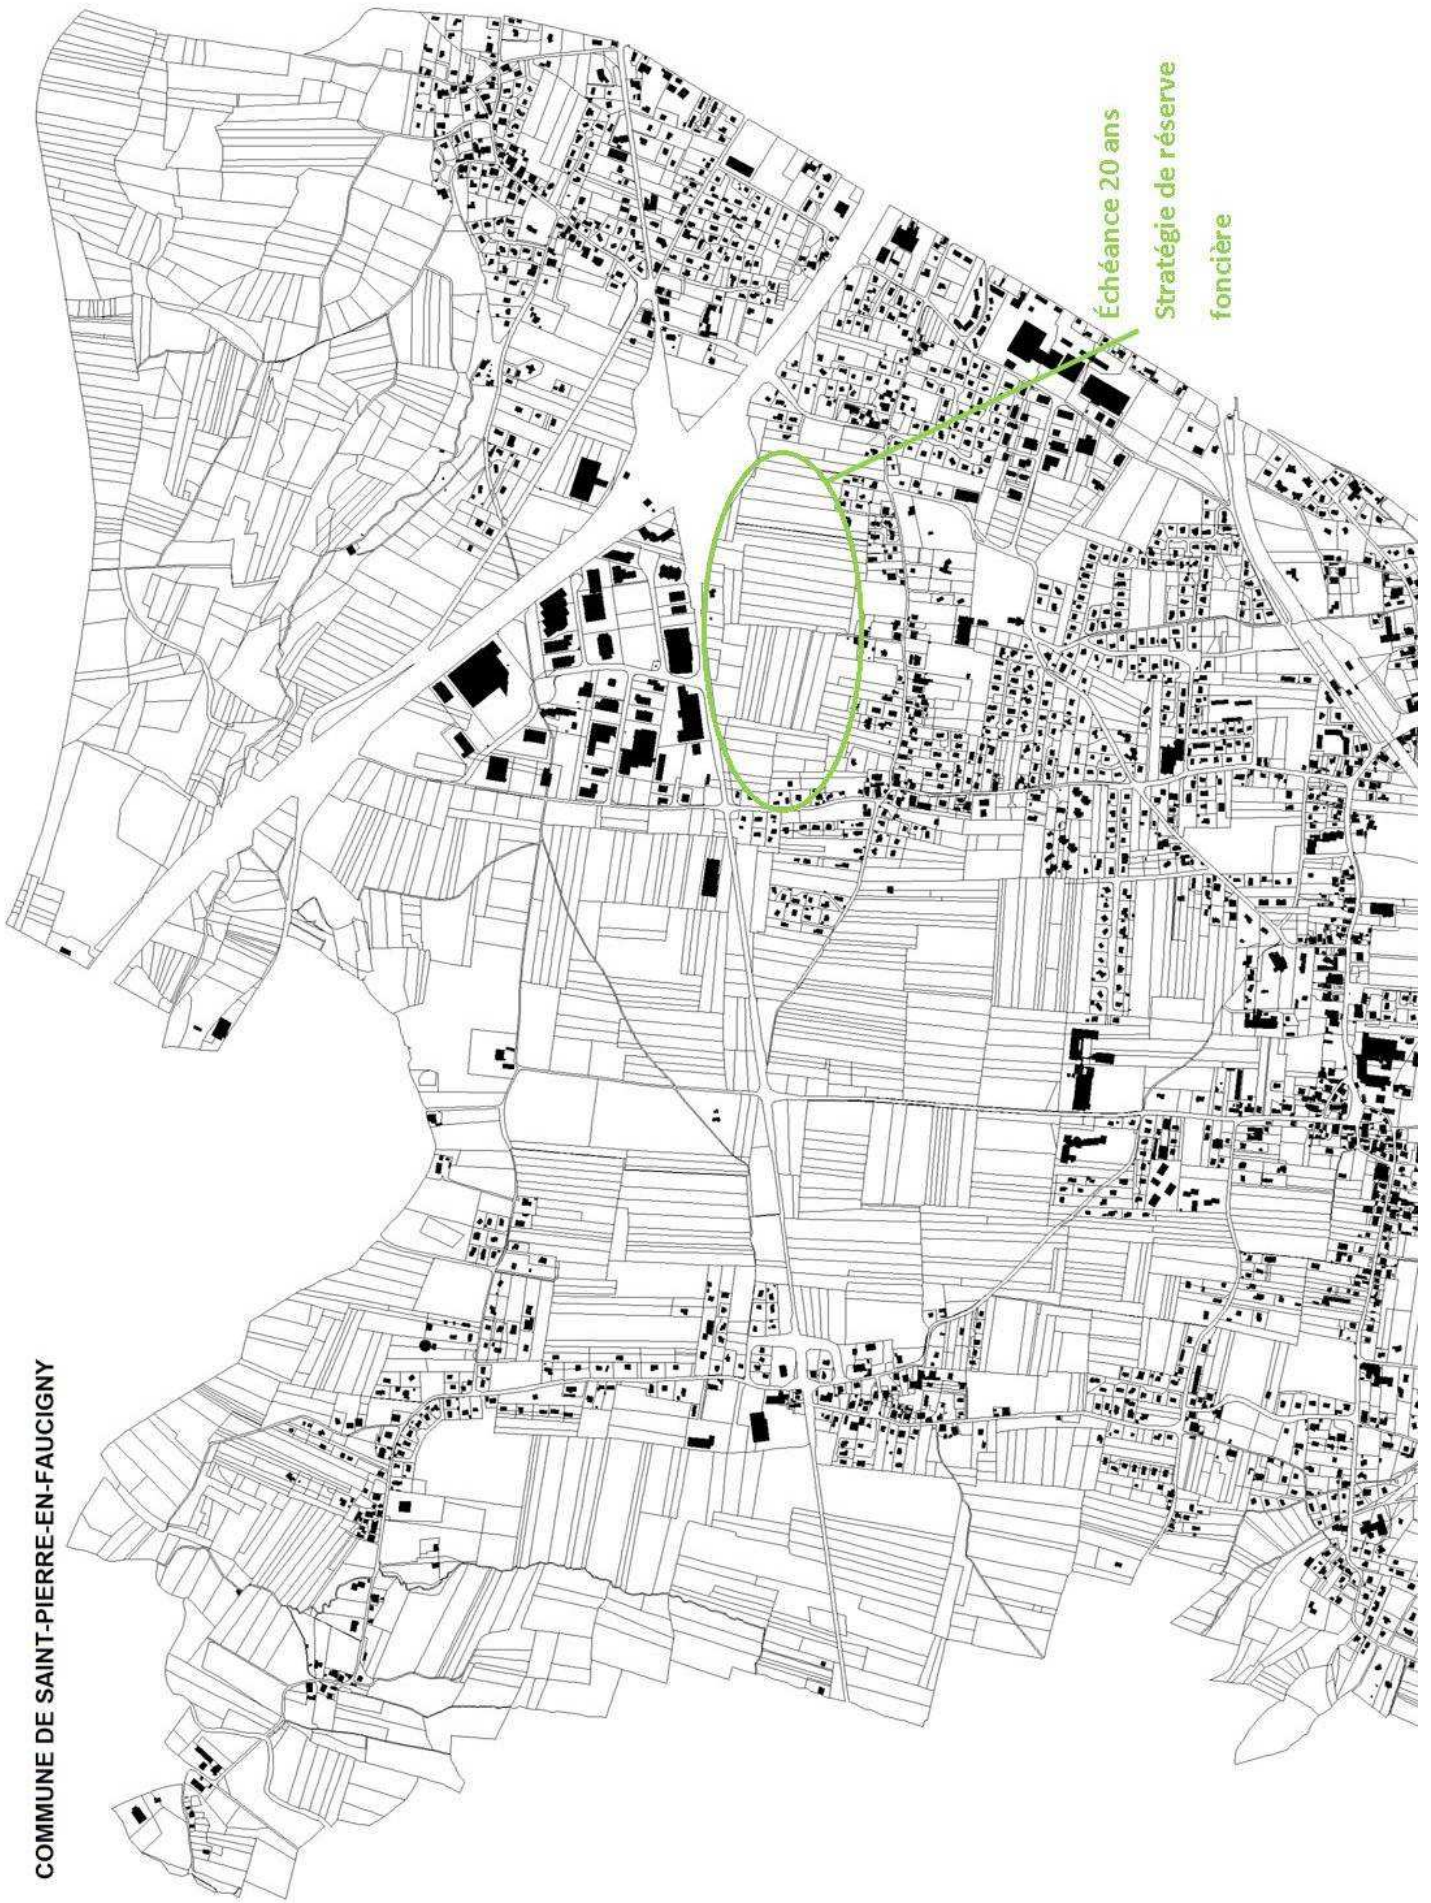 COMMUNE DE SAINT-PIERRE-EN-FAUCIGNY
Échéance 20 ans
Stratégie de réserve
foncière